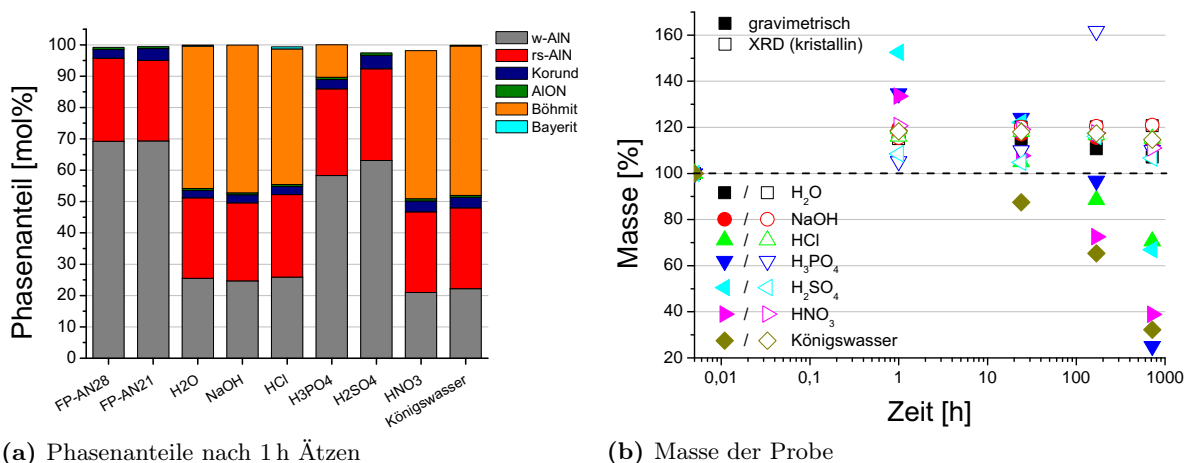 Phasenanteil [mol%]
100
90
80
70
60
50
40
30
20
10
0
FP-AN28
FP-AN21
H2O
NaOH
HCl
H3PO4
H2SO4
HNO3
Königswasser
w-AlN
rs-AlN
Korund
AlON
Böhmit
Bayerit
(a) Phasenanteile nach 1 h Ätzen
Masse [%]
160
140
120
100
80
60
40
20
gravimetrisch
XRD (kristallin)
/ H₂O
/ NaOH
/ HCl
/ H₃PO₄
/ H₂SO₄
/ HNO₃
/ Königswasser
0,01
0,1
1
10
100
1000
Zeit [h]
(b) Masse der Probe